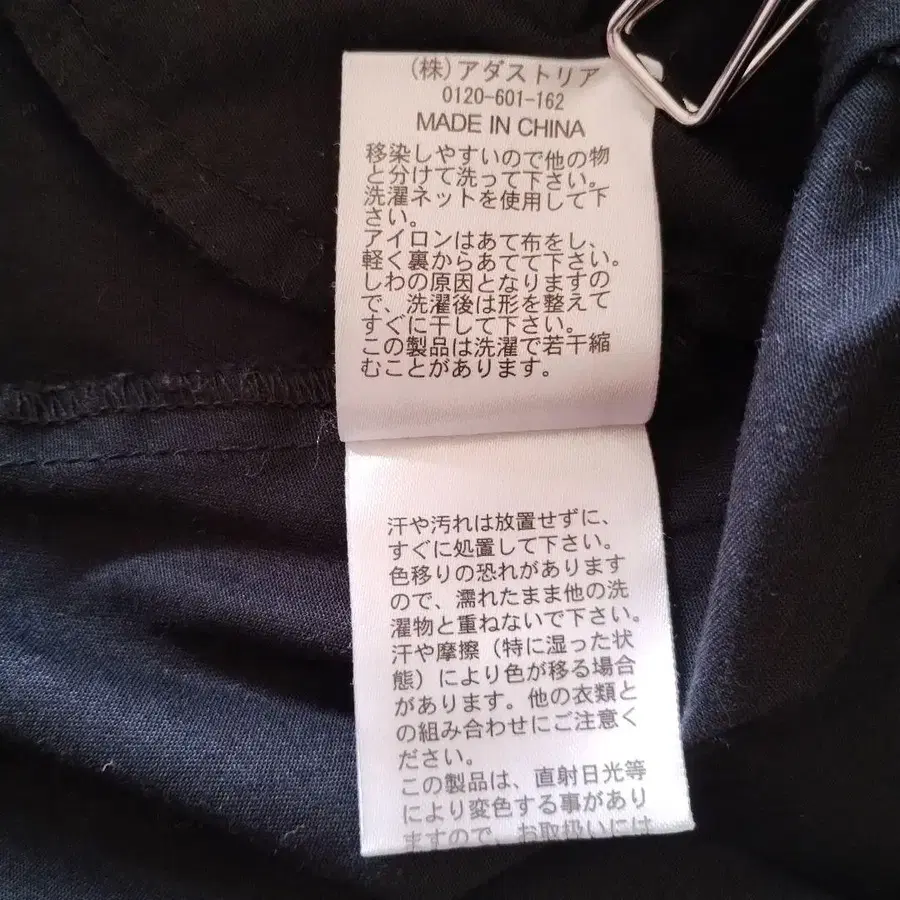 (株)アダストリア
0120-601-162
MADE IN CHINA
移染しやすいので他の物
と分けて洗って下さい。
洗濯ネットを使用して下
さい。
アイロンはあて布をし、
軽く裏からあてて下さい。
しわの原因となりますの
で、洗濯後は形を整えて
すぐに干して下さい。
この製品は洗濯で若干縮
むことがあります。
汗や汚れは放置せずに、
すぐに処置して下さい。
色移りの恐れがあります
ので、濡れたまま他の洗
濯物と重ねないで下さい。
汗や摩擦（特に湿った状
態）により色が移る場合
があります。他の衣類と
の組み合わせにご注意く
ださい。
この製品は、直射日光等
により変色する事があり
ますので、お取扱いには